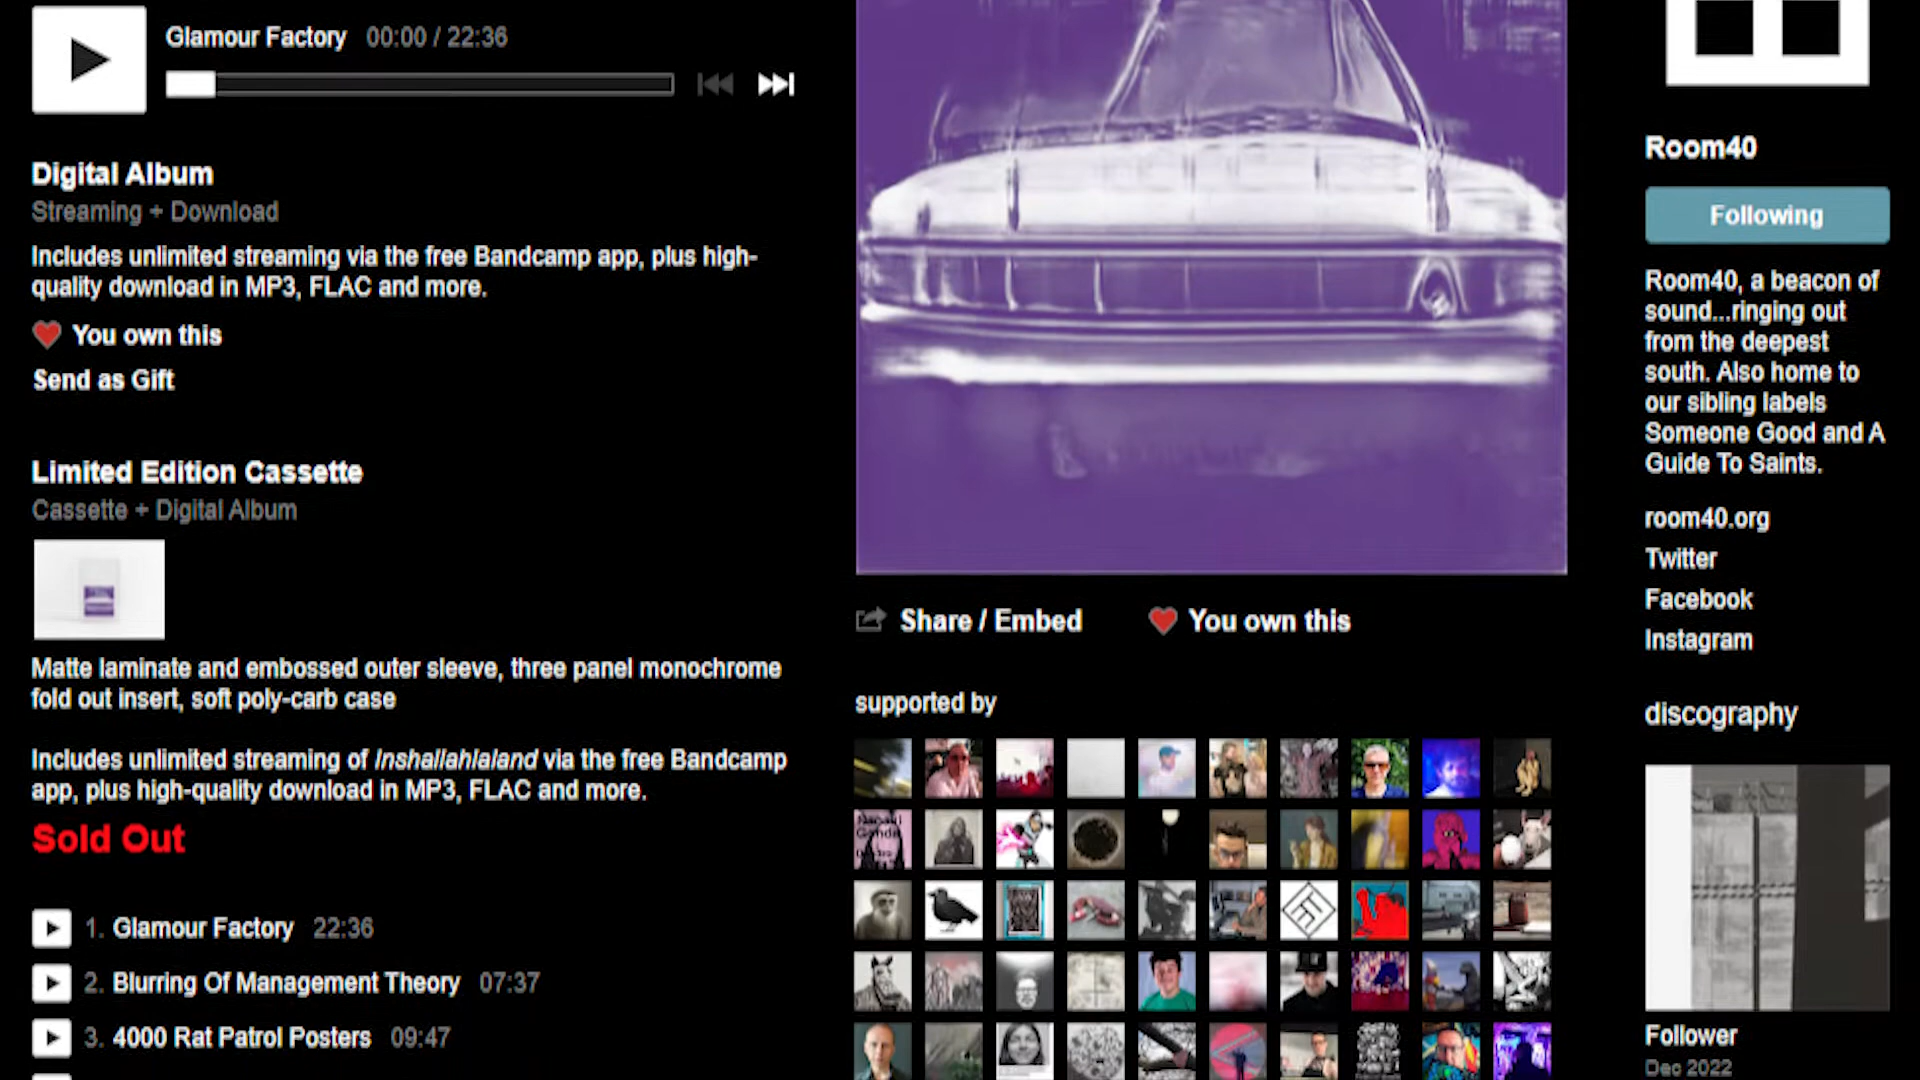 Glamour Factory 00:00 / 22:36
Digital Album
Streaming + Download
Includes unlimited streaming via the free Bandcamp app, plus high-
quality download in MP3, FLAC and more.
You own this
Send as Gift
Limited Edition Cassette
Cassette + Digital Album
Matte laminate and embossed outer sleeve, three panel monochrome
fold out insert, soft poly-carb case
Includes unlimited streaming of Inshallahlaland via the free Bandcamp
app, plus high-quality download in MP3, FLAC and more.
Sold Out
1. Glamour Factory 22:36
2. Blurring Of Management Theory 07:37
3. 4000 Rat Patrol Posters 09:47
Share / Embed
You own this
supported by
Room40
Following
Room40, a beacon of
sound...ringing out
from the deepest
south. Also home to
our sibling labels
Someone Good and A
Guide To Saints.
room40.org
Twitter
Facebook
Instagram
discography
Follower
Dec 2022